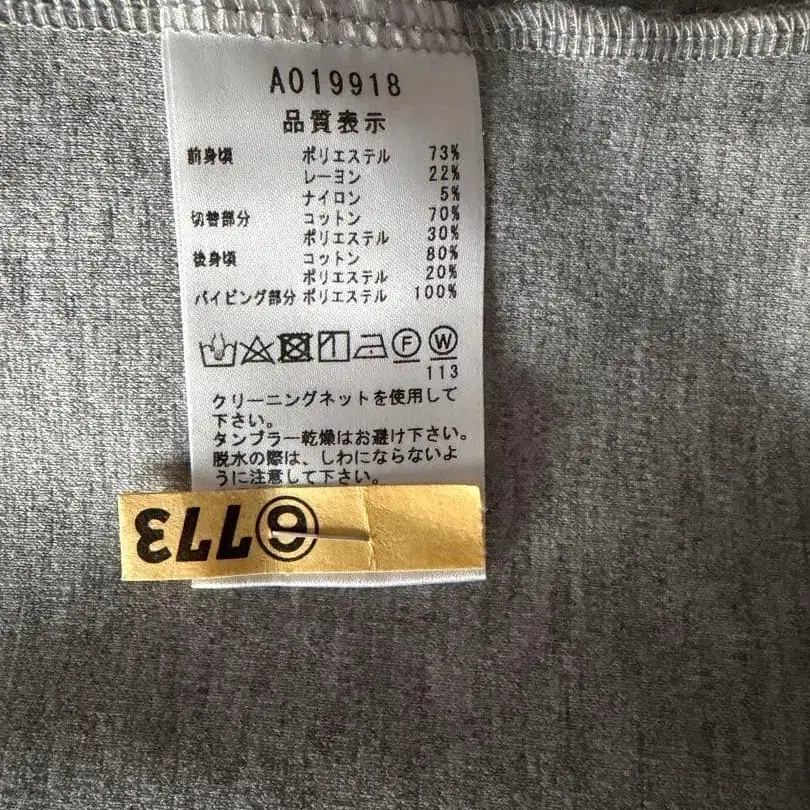 A019918
品質表示
前身頃 ポリエステル 73%
レーヨン 22%
ナイロン 5%
切替部分 コットン 70%
ポリエステル 30%
後身頃 コットン 80%
ポリエステル 20%
パイピング部分 ポリエステル 100%
F W
113
クリーニングネットを使用して
下さい。
タンブラー乾燥はお避け下さい。
脱水の際は、しわにならないよ
うに注意して下さい。
773